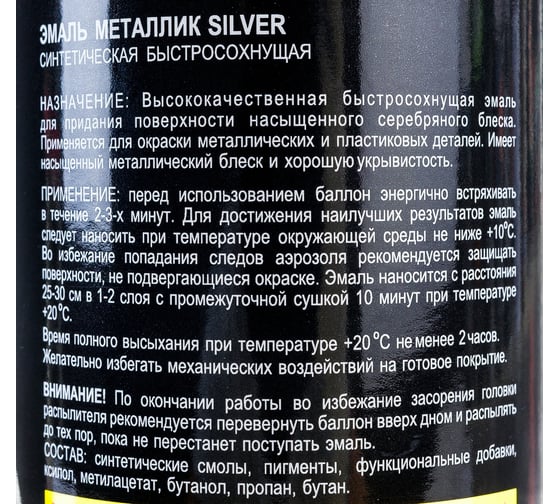 ЭМАЛЬ МЕТАЛЛИК SILVER
СИНТЕТИЧЕСКАЯ БЫСТРОСОХНУЩАЯ
НАЗНАЧЕНИЕ: Высококачественная быстросохнущая эмаль
для придания поверхности насыщенного серебряного блеска.
Применяется для окраски металлических и пластиковых деталей. Имеет
насыщенный металлический блеск и хорошую укрывистость.
ПРИМЕНЕНИЕ: перед использованием баллон энергично встряхивать
в течение 2-3-х минут. Для достижения наилучших результатов эмаль
следует наносить при температуре окружающей среды не ниже +10°С.
Во избежание попадания следов аэрозоля рекомендуется защищать
поверхности, не подвергающиеся окраске. Эмаль наносится с расстояния
25-30 см в 1-2 слоя с промежуточной сушкой 10 минут при температуре
+20°С.
Время полного высыхания при температуре +20°С не менее 2 часов.
Желательно избегать механических воздействий на готовое покрытие.
ВНИМАНИЕ! По окончании работы во избежание засорения головки
распылителя рекомендуется перевернуть баллон вверх дном и распылять
до тех пор, пока не перестанет поступать эмаль.
СОСТАВ: синтетические смолы, пигменты, функциональные добавки,
ксилол, метилацетат, бутанол, пропан, бутан.